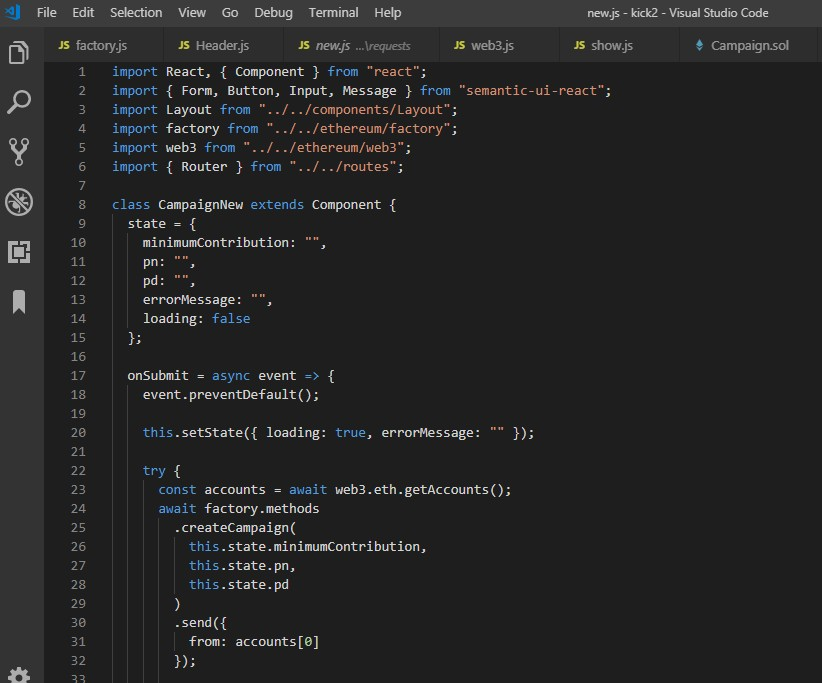 File Edit Selection View Go Debug Terminal Help new.js - kick2 - Visual Studio Code
JS factory.js JS Header.js JS new.js ...\requests JS web3.js JS show.js Campaign.sol
1 import React, { Component } from "react";
2 import { Form, Button, Input, Message } from "semantic-ui-react";
3 import Layout from "../../components/Layout";
4 import factory from "../../ethereum/factory";
5 import web3 from "../../ethereum/web3";
6 import { Router } from "../../routes";
7
8 class CampaignNew extends Component {
9 state = {
10 minimumContribution: "",
11 pn: "",
12 pd: "",
13 errorMessage: "",
14 loading: false
15 };
16
17 onSubmit = async event => {
18 event.preventDefault();
19
20 this.setState({ loading: true, errorMessage: "" });
21
22 try {
23 const accounts = await web3.eth.getAccounts();
24 await factory.methods
25 .createCampaign(
26 this.state.minimumContribution,
27 this.state.pn,
28 this.state.pd
29 )
30 .send({
31 from: accounts[0]
32 });
33